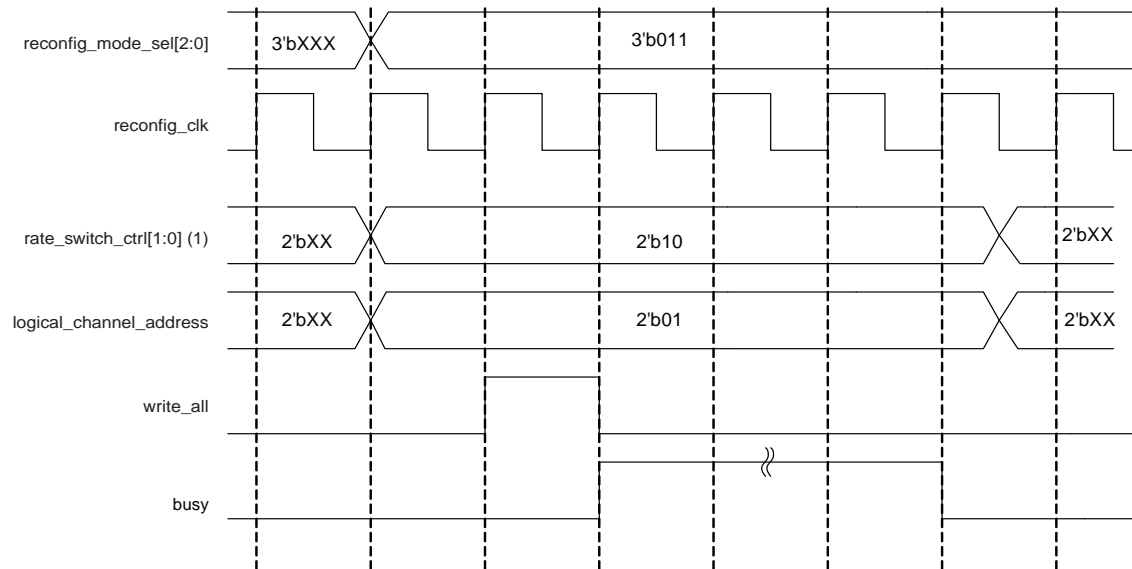 reconfig_mode_sel[2:0] 3'bXXX 3'b011
reconfig_clk
rate_switch_ctrl[1:0] (1) 2'bXX 2'b10 2'bXX
logical_channel_address 2'bXX 2'b01 2'bXX
write_all
busy